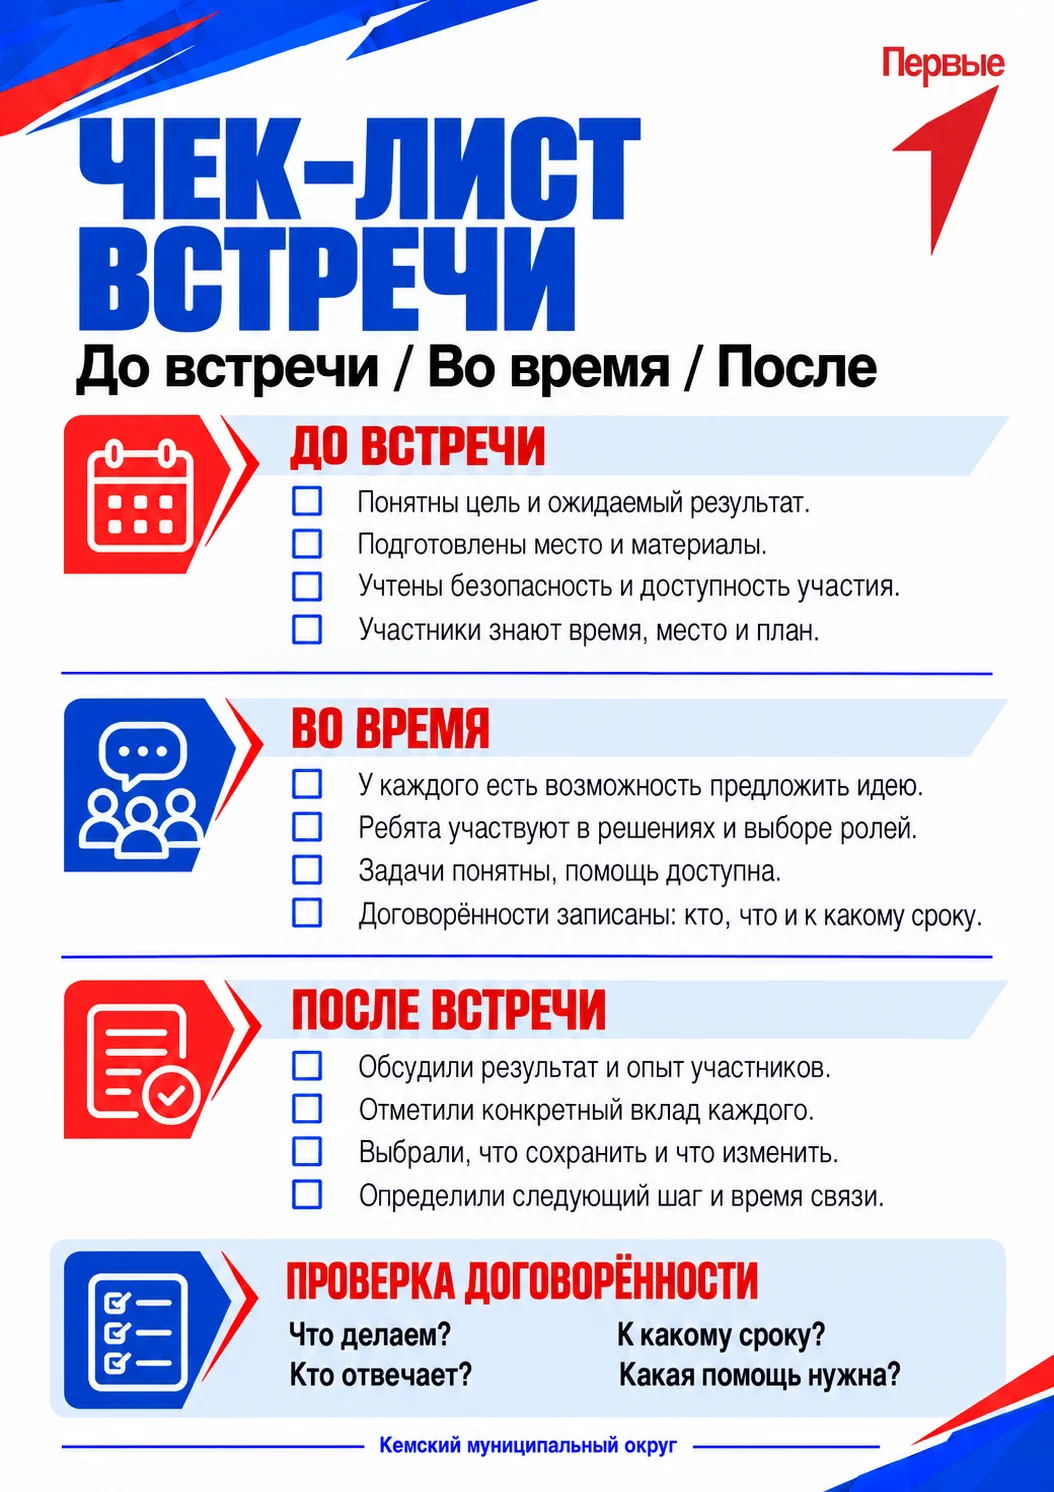 Первые
ЧЕК-ЛИСТ
ВСТРЕЧИ
До встречи / Во время / После
ДО ВСТРЕЧИ
Понятны цель и ожидаемый результат.
Подготовлены место и материалы.
Учтены безопасность и доступность участия.
Участники знают время, место и план.
ВО ВРЕМЯ
У каждого есть возможность предложить идею.
Ребята участвуют в решениях и выборе ролей.
Задачи понятны, помощь доступна.
Договорённости записаны: кто, что и к какому сроку.
ПОСЛЕ ВСТРЕЧИ
Обсудили результат и опыт участников.
Отметили конкретный вклад каждого.
Выбрали, что сохранить и что изменить.
Определили следующий шаг и время связи.
ПРОВЕРКА ДОГОВОРЁННОСТИ
Что делаем? К какому сроку?
Кто отвечает? Какая помощь нужна?
Кемский муниципальный округ